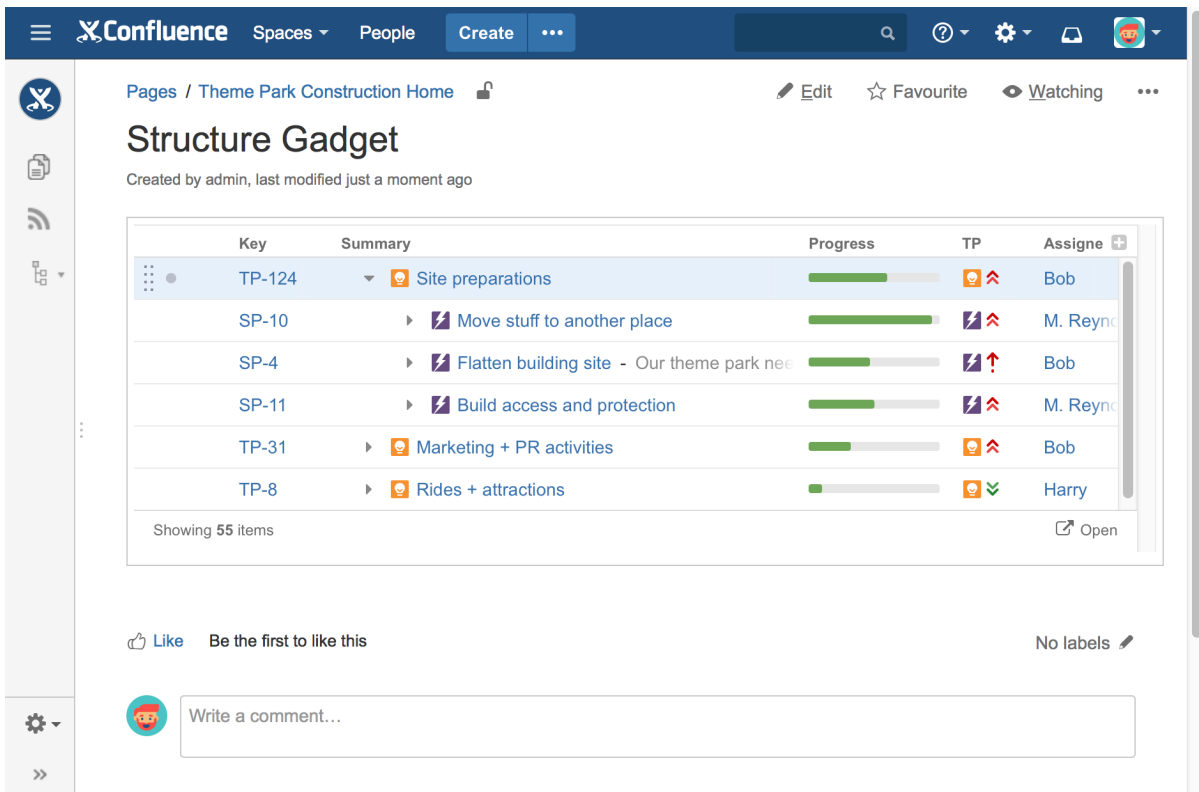 Confluence Spaces People Create •••
Pages / Theme Park Construction Home Edit Favourite Watching •••
Structure Gadget
Created by admin, last modified just a moment ago
Key Summary Progress TP Assigne
TP-124 Site preparations Bob
SP-10 Move stuff to another place M. Reync
SP-4 Flatten building site - Our theme park nee Bob
SP-11 Build access and protection M. Reync
TP-31 Marketing + PR activities Bob
TP-8 Rides + attractions Harry
Showing 55 items Open
Like Be the first to like this No labels
Write a comment…